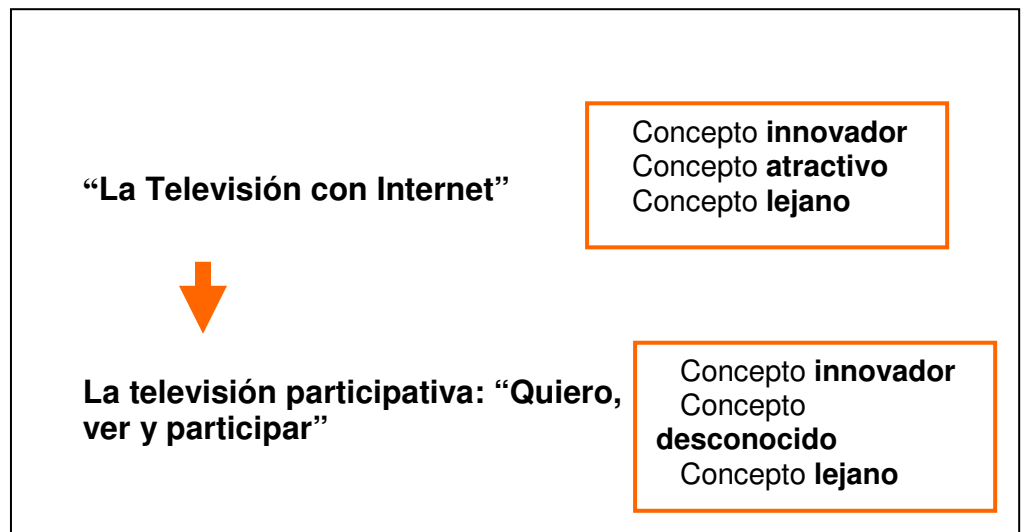 “La Televisión con Internet”
Concepto innovador
Concepto atractivo
Concepto lejano
La televisión participativa: “Quiero,
ver y participar”
Concepto innovador
Concepto
desconocido
Concepto lejano